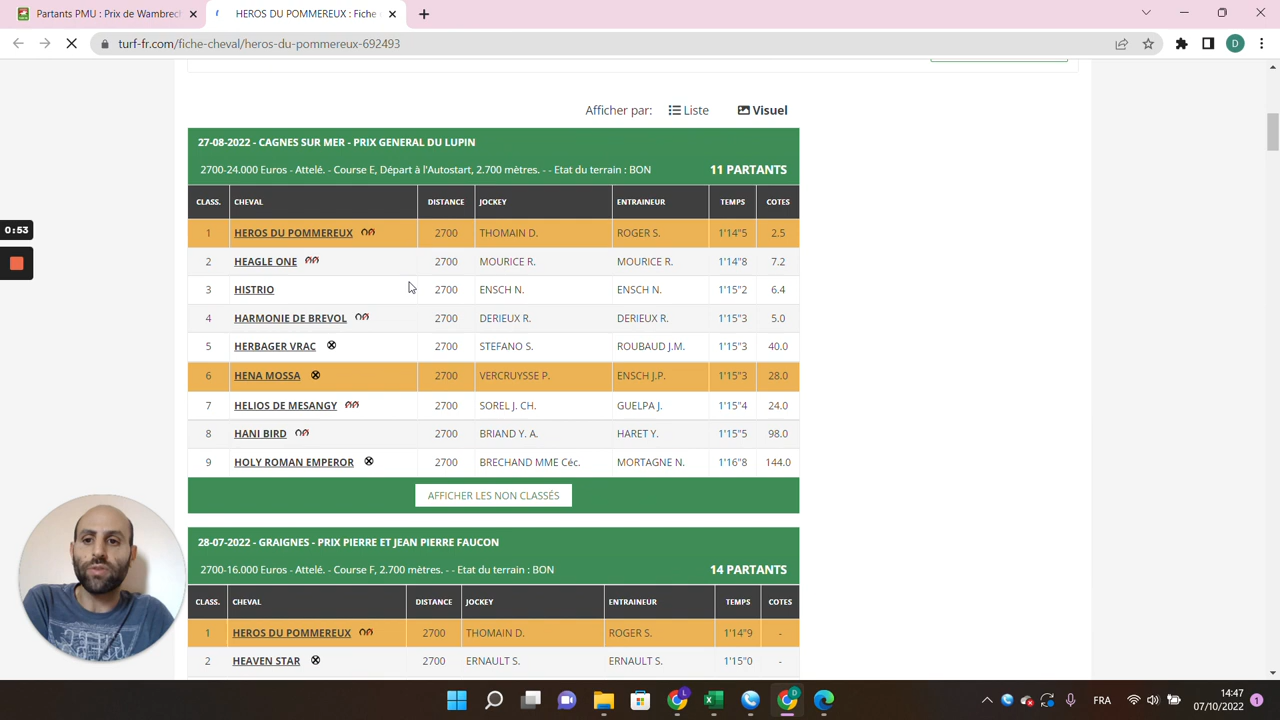 Partants PMU : Prix de Wambrech
HEROS DU POMMEREUX : Fiche
turf-fr.com/fiche-cheval/heros-du-pommereux-692493
D
Afficher par: Liste Visuel
27-08-2022 - CAGNES SUR MER - PRIX GENERAL DU LUPIN
2700-24.000 Euros - Attelé. - Course E, Départ à l'Autostart, 2.700 mètres. - - Etat du terrain : BON 11 PARTANTS
CLASS. CHEVAL DISTANCE JOCKEY ENTRAINEUR TEMPS COTES
0:53
1 HEROS DU POMMEREUX 2700 THOMAIN D. ROGER S. 1'14"5 2.5
2 HEAGLE ONE 2700 MOURICE R. MOURICE R. 1'14"8 7.2
3 HISTRIO 2700 ENSCH N. ENSCH N. 1'15"2 6.4
4 HARMONIE DE BREVOL 2700 DERIEUX R. DERIEUX R. 1'15"3 5.0
5 HERBAGER VRAC 2700 STEFANO S. ROUBAUD J.M. 1'15"3 40.0
6 HENA MOSSA 2700 VERCRUYSSE P. ENSCH J.P. 1'15"3 28.0
7 HELIOS DE MESANGY 2700 SOREL J. CH. GUELPA J. 1'15"4 24.0
8 HANI BIRD 2700 BRIAND Y. A. HARET Y. 1'15"5 98.0
9 HOLY ROMAN EMPEROR 2700 BRECHAND MME Céc. MORTAGNE N. 1'16"8 144.0
AFFICHER LES NON CLASSÉS
28-07-2022 - GRAIGNES - PRIX PIERRE ET JEAN PIERRE FAUCON
2700-16.000 Euros - Attelé. - Course F, 2.700 mètres. - - Etat du terrain : BON 14 PARTANTS
CLASS. CHEVAL DISTANCE JOCKEY ENTRAINEUR TEMPS COTES
1 HEROS DU POMMEREUX 2700 THOMAIN D. ROGER S. 1'14"9 -
2 HEAVEN STAR 2700 ERNAULT S. ERNAULT S. 1'15"0 -
L
D
FRA
14:47
07/10/2022
1